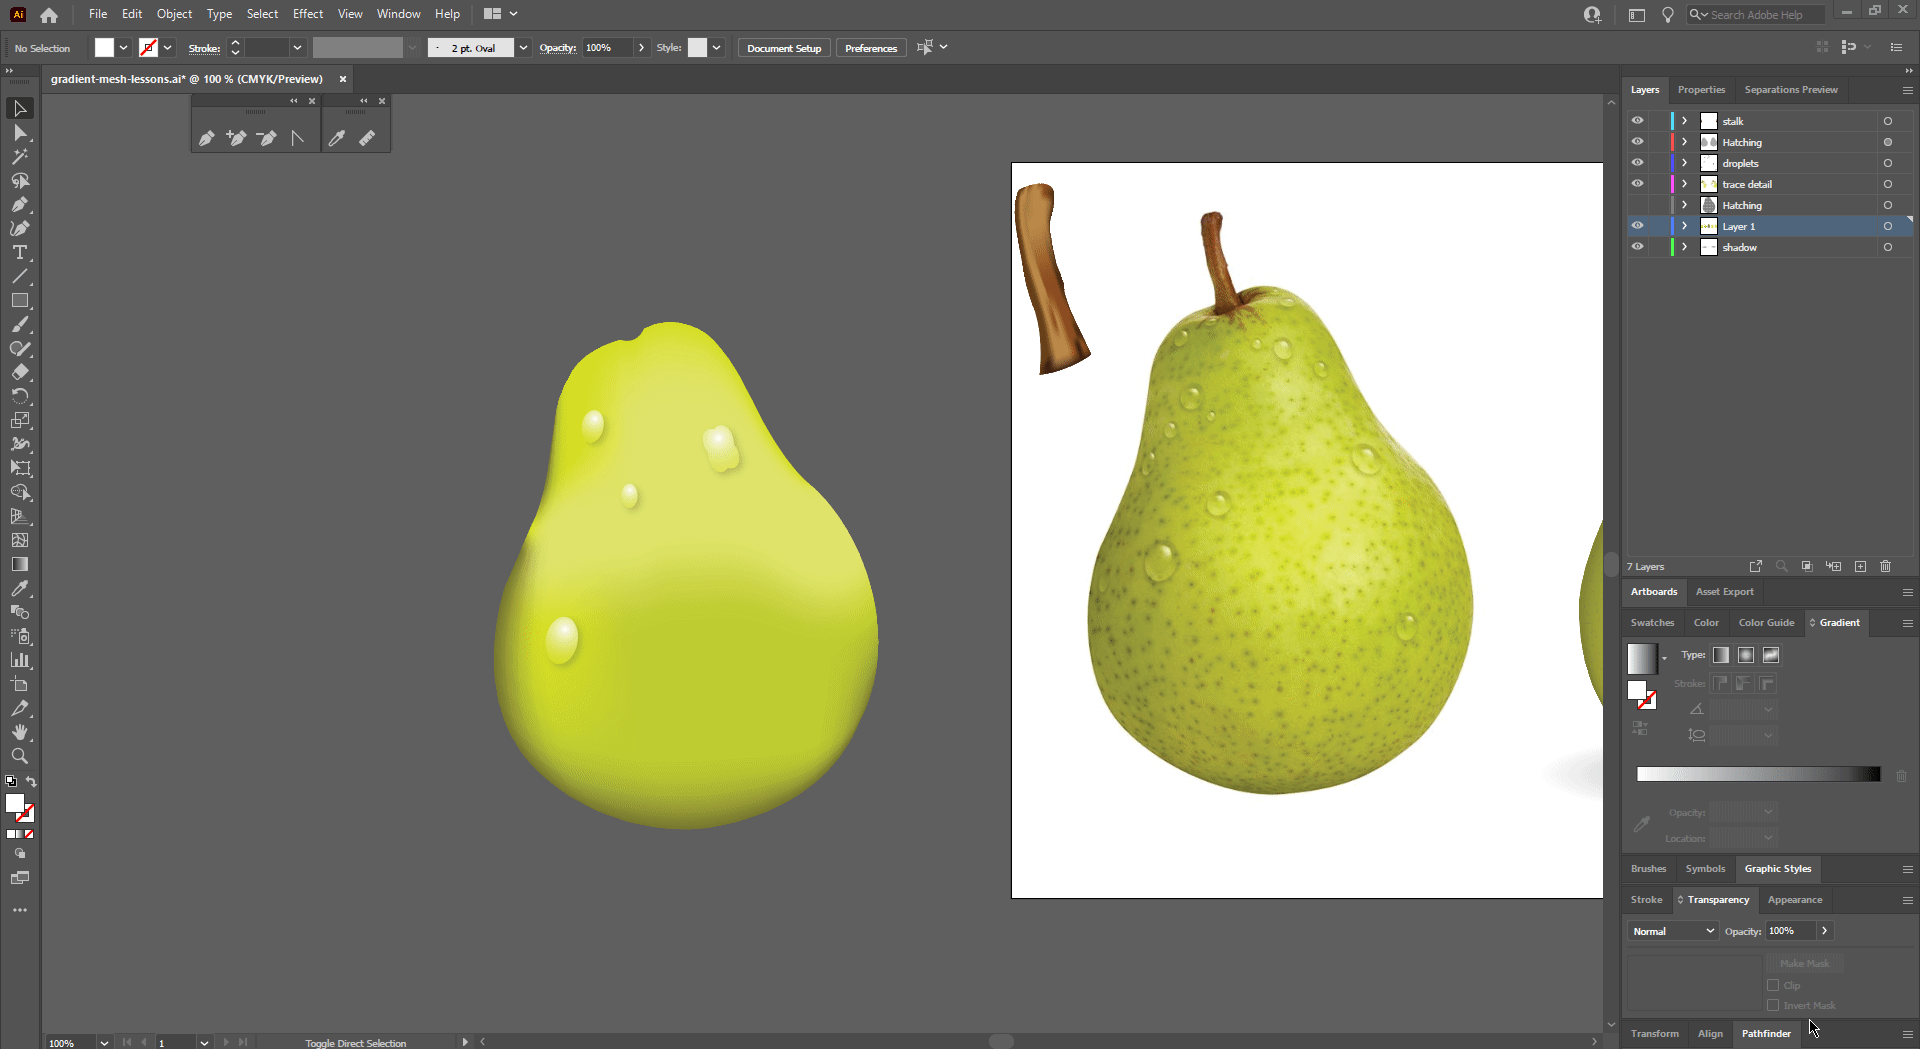 Ai File Edit Object Type Select Effect View Window Help Search Adobe Help
No Selection Stroke: 2 pt. Oval Opacity: 100% Style: Document Setup Preferences
gradient-mesh-lessons.ai* @ 100 % (CMYK/Preview) ×
Layers Properties Separations Preview
stalk
Hatching
droplets
trace detail
Hatching
Layer 1
shadow
7 Layers
Artboards Asset Export
Swatches Color Color Guide Gradient
Type:
Stroke:
Opacity:
Location:
Brushes Symbols Graphic Styles
Stroke Transparency Appearance
Normal Opacity: 100%
Make Mask
Clip
Invert Mask
Transform Align Pathfinder
100% 1 Toggle Direct Selection